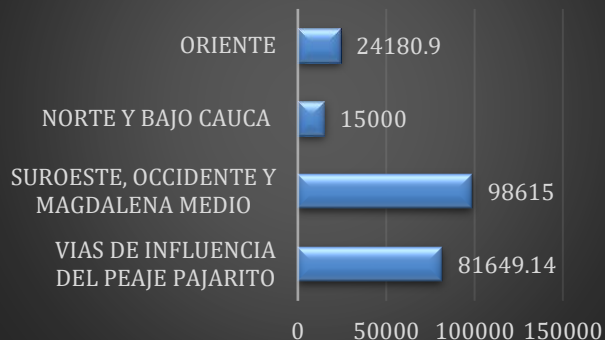 ORIENTE
24180.9
NORTE Y BAJO CAUCA
15000
SUROESTE, OCCIDENTE Y
MAGDALENA MEDIO
98615
VIAS DE INFLUENCIA
DEL PEAJE PAJARITO
81649.14
0 50000 100000 150000